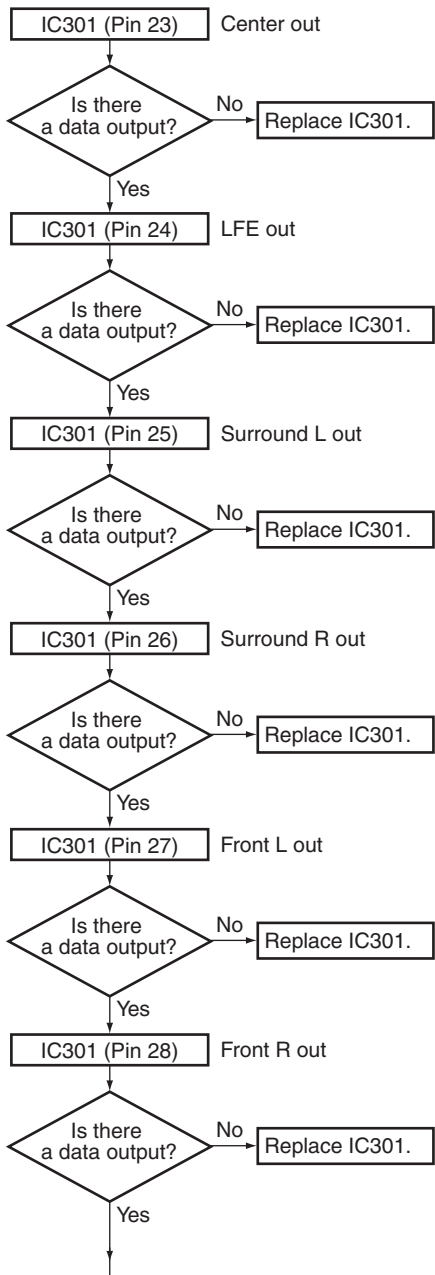 IC301 (Pin 23) Center out
Is there
a data output?
No
Replace IC301.
Yes
IC301 (Pin 24) LFE out
Is there
a data output?
No
Replace IC301.
Yes
IC301 (Pin 25) Surround L out
Is there
a data output?
No
Replace IC301.
Yes
IC301 (Pin 26) Surround R out
Is there
a data output?
No
Replace IC301.
Yes
IC301 (Pin 27) Front L out
Is there
a data output?
No
Replace IC301.
Yes
IC301 (Pin 28) Front R out
Is there
a data output?
No
Replace IC301.
Yes